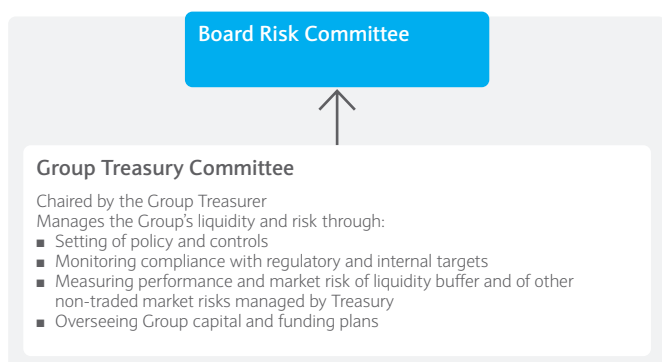 Board Risk Committee
Group Treasury Committee
Chaired by the Group Treasurer
Manages the Group’s liquidity and risk through:
■ Setting of policy and controls
■ Monitoring compliance with regulatory and internal targets
■ Measuring performance and market risk of liquidity buffer and of other
non-traded market risks managed by Treasury
■ Overseeing Group capital and funding plans